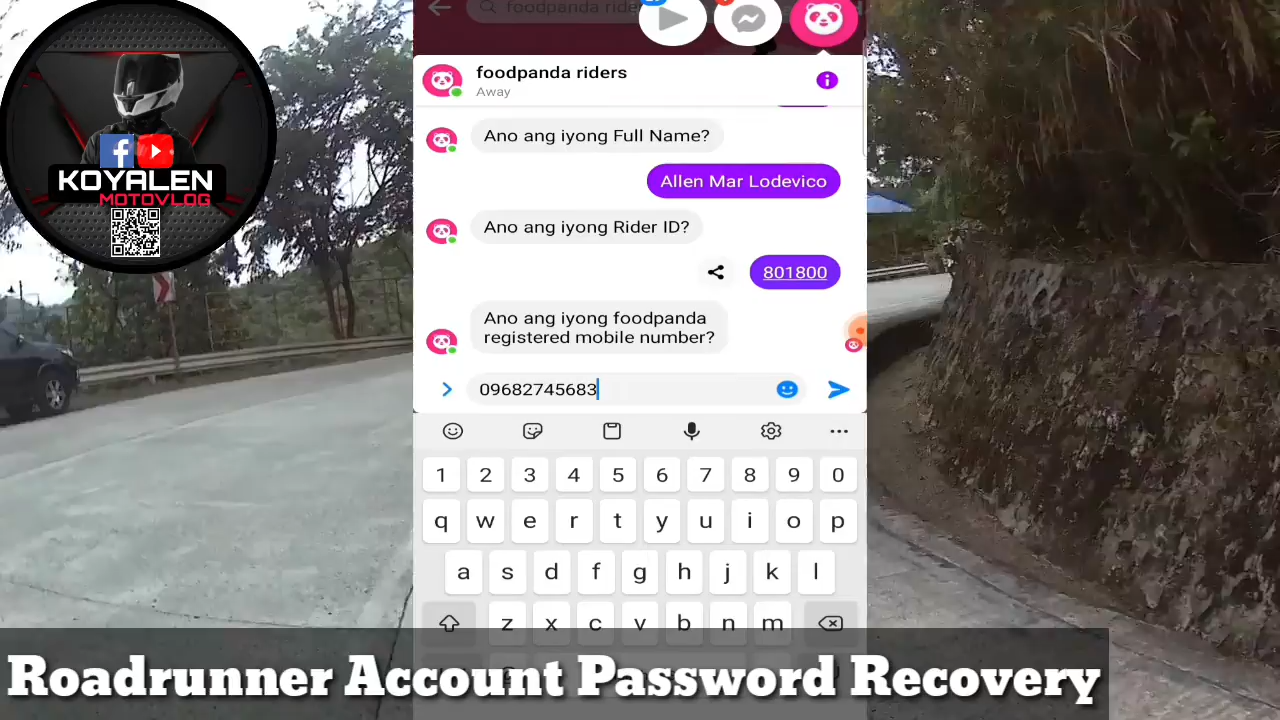 foodpanda ride
KOYALEN
MOTOVLOG
foodpanda riders
Away
Ano ang iyong Full Name?
Allen Mar Lodevico
Ano ang iyong Rider ID?
801800
Ano ang iyong foodpanda
registered mobile number?
09682745683
1 2 3 4 5 6 7 8 9 0
q w e r t y u i o p
a s d f g h j k l
z x c v b n m
Roadrunner Account Password Recovery